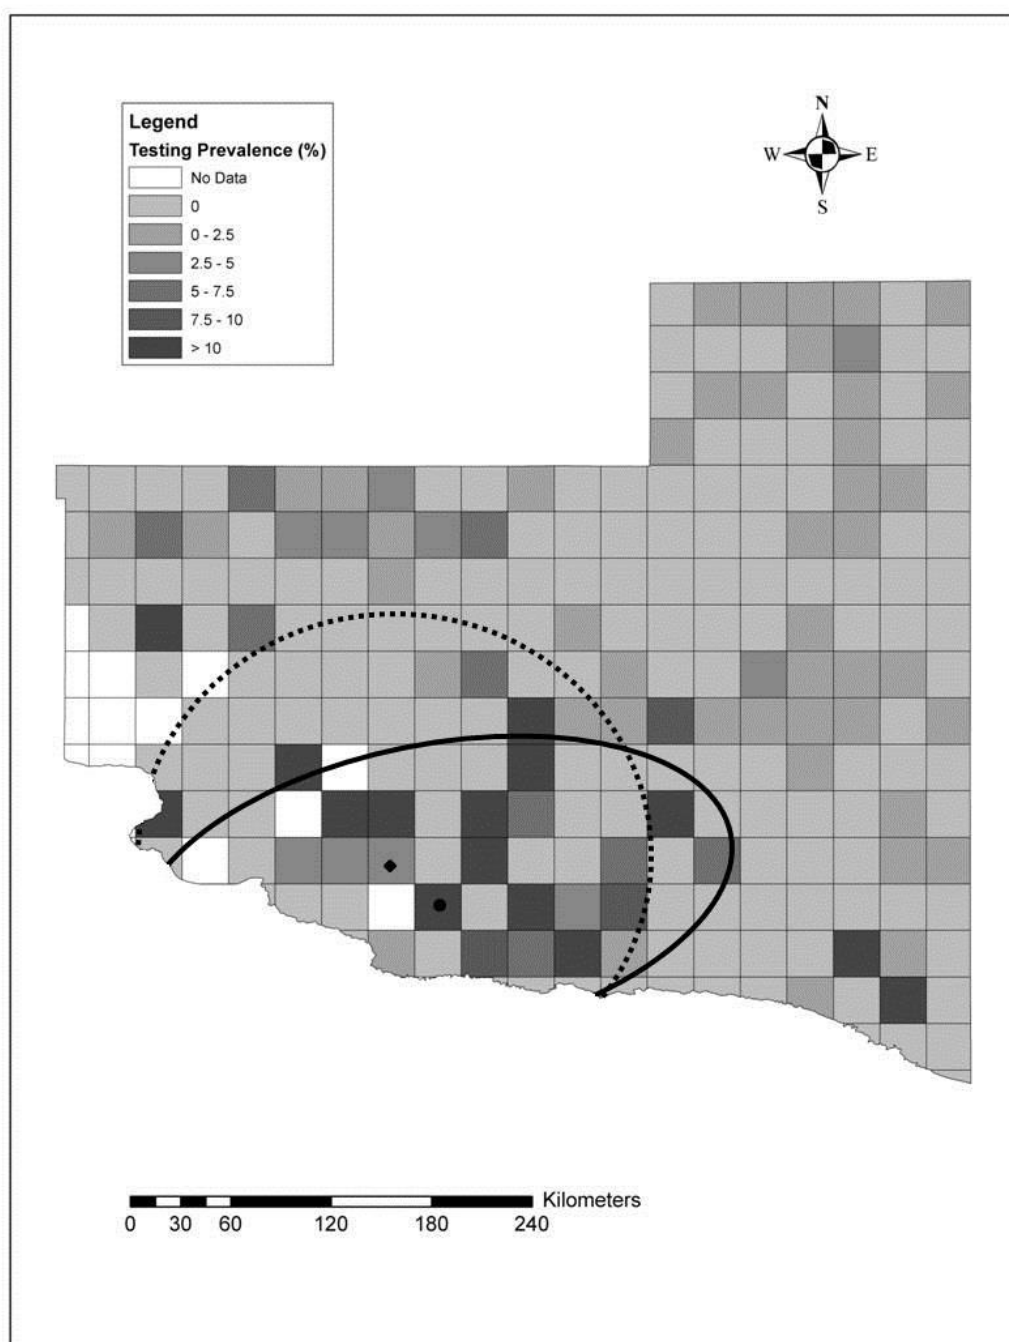 Legend
Testing Prevalence (%)
No Data
0
0 - 2.5
2.5 - 5
5 - 7.5
7.5 - 10
> 10
N
W E
S
Kilometers
0 30 60 120 180 240